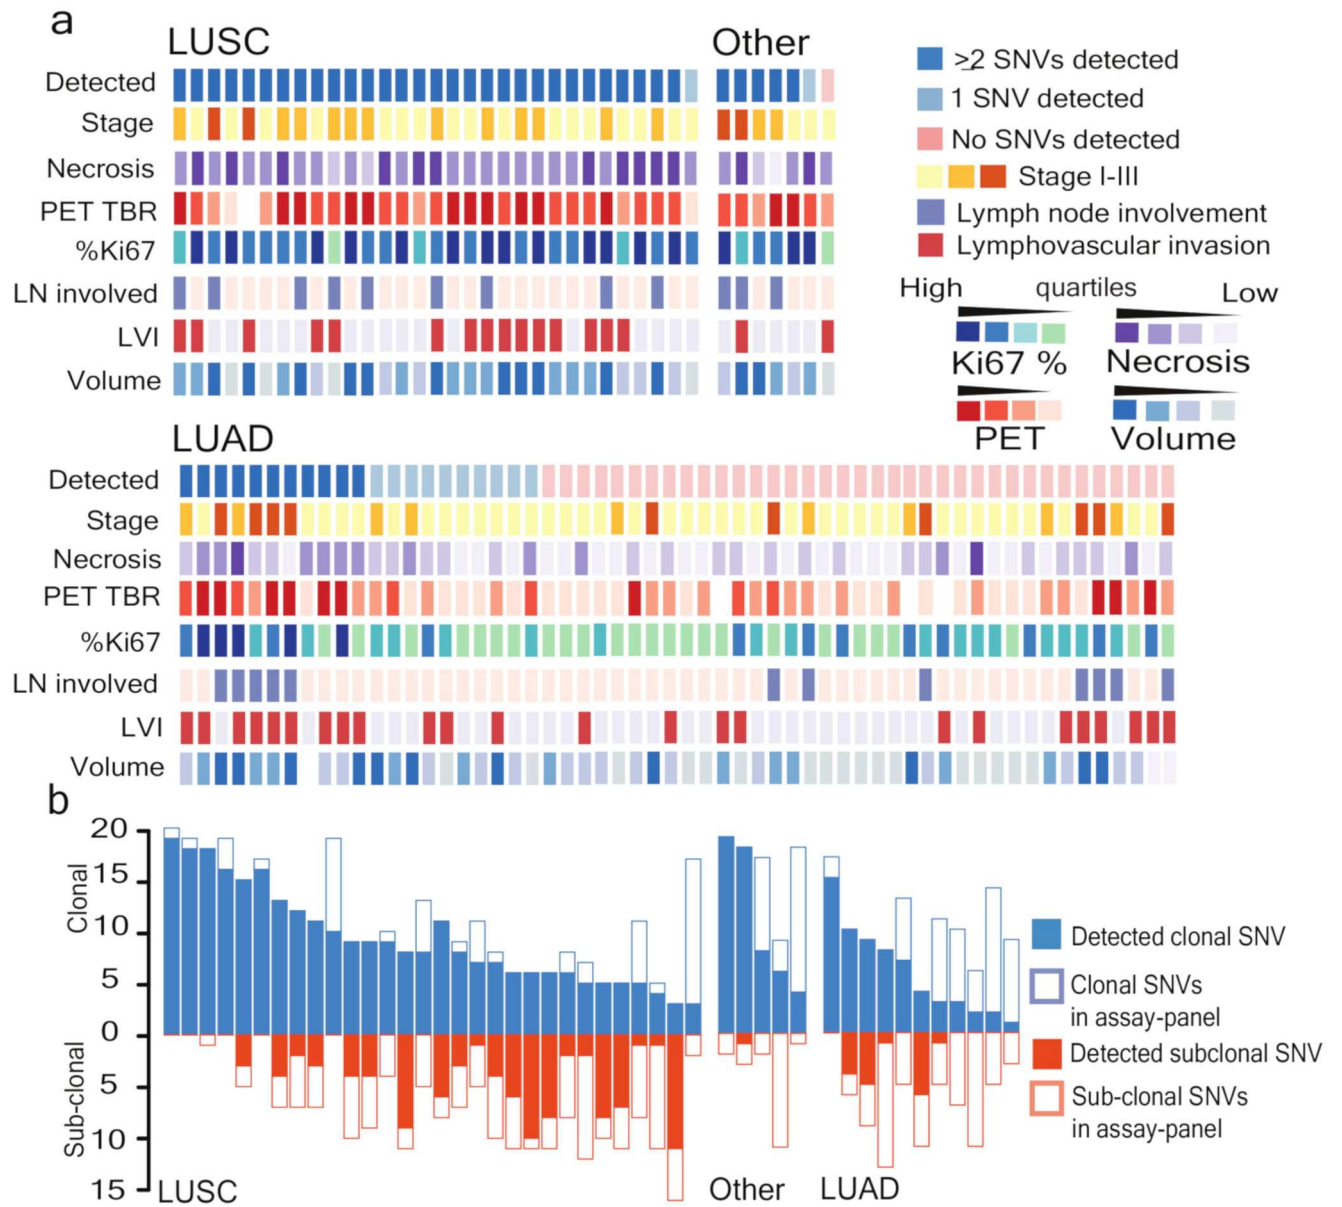 a
LUSC
Other
Detected
Stage
Necrosis
PET TBR
%Ki67
LN involved
LVI
Volume
≥2 SNVs detected
1 SNV detected
No SNVs detected
Stage I-III
Lymph node involvement
Lymphovascular invasion
High quartiles Low
Ki67 % Necrosis
PET Volume
LUAD
Detected
Stage
Necrosis
PET TBR
%Ki67
LN involved
LVI
Volume
b
20
15
10
5
0
5
10
15
Clonal
Sub-clonal
LUSC
Other
LUAD
Detected clonal SNV
Clonal SNVs
in assay-panel
Detected subclonal SNV
Sub-clonal SNVs
in assay-panel